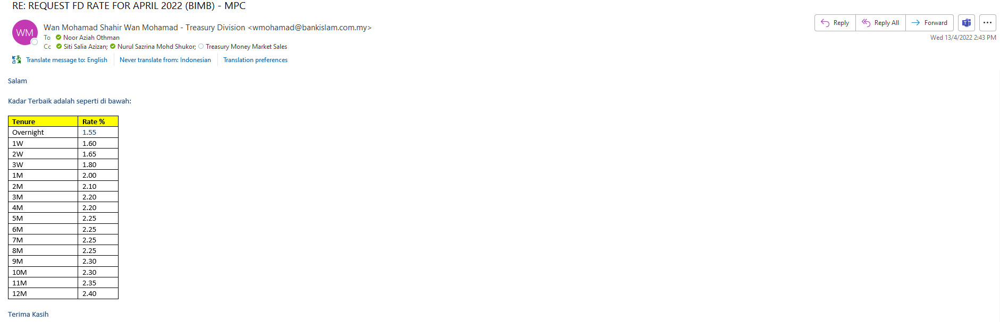 RE: REQUEST FD RATE FOR APRIL 2022 (BIMB) - MPC
WM
Wan Mohamad Shahir Wan Mohamad - Treasury Division <wmohamad@bankislam.com.my>
To Noor Aziah Othman
Cc Siti Salia Azizan; Nurul Sazrina Mohd Shukor; Treasury Money Market Sales
Reply Reply All Forward
Wed 13/4/2022 2:43 PM
Translate message to: English Never translate from: Indonesian Translation preferences
Salam
Kadar Terbaik adalah seperti di bawah:
Tenure Rate %
Overnight 1.55
1W 1.60
2W 1.65
3W 1.80
1M 2.00
2M 2.10
3M 2.20
4M 2.20
5M 2.25
6M 2.25
7M 2.25
8M 2.25
9M 2.30
10M 2.30
11M 2.35
12M 2.40
Terima Kasih